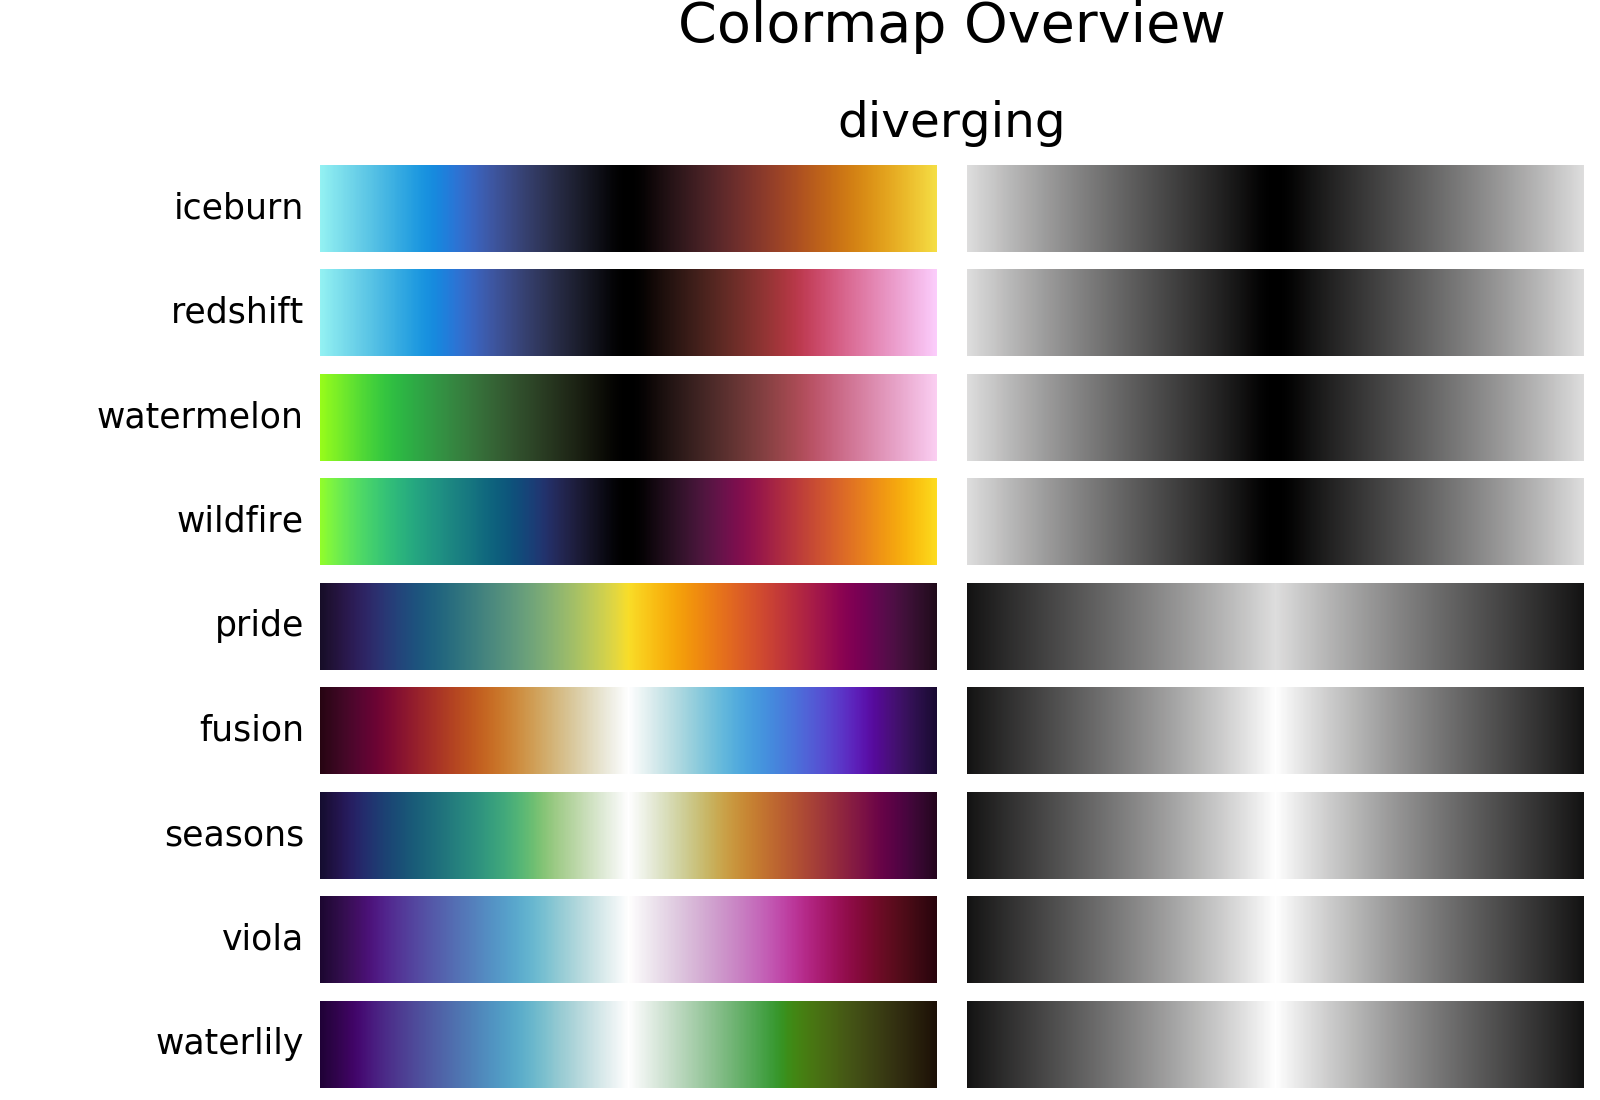 Colormap Overview
diverging
iceburn
redshift
watermelon
wildfire
pride
fusion
seasons
viola
waterlily